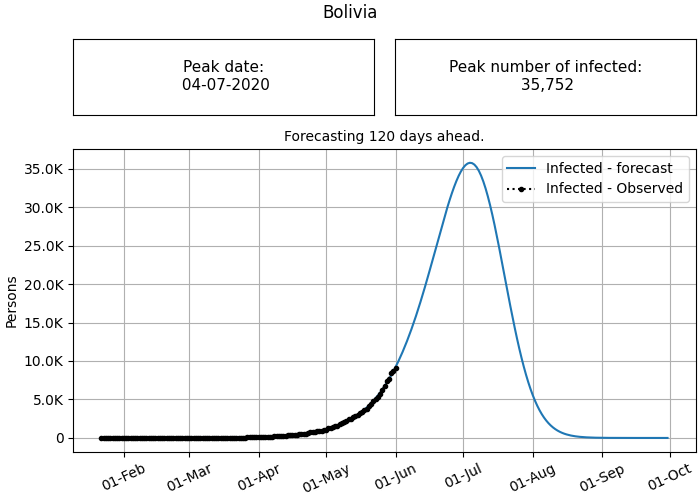 Bolivia
Peak date:
04-07-2020
Peak number of infected:
35,752
Forecasting 120 days ahead.
Infected - forecast
Infected - Observed
Persons
35.0K
30.0K
25.0K
20.0K
15.0K
10.0K
5.0K
0
01-Feb
01-Mar
01-Apr
01-May
01-Jun
01-Jul
01-Aug
01-Sep
01-Oct